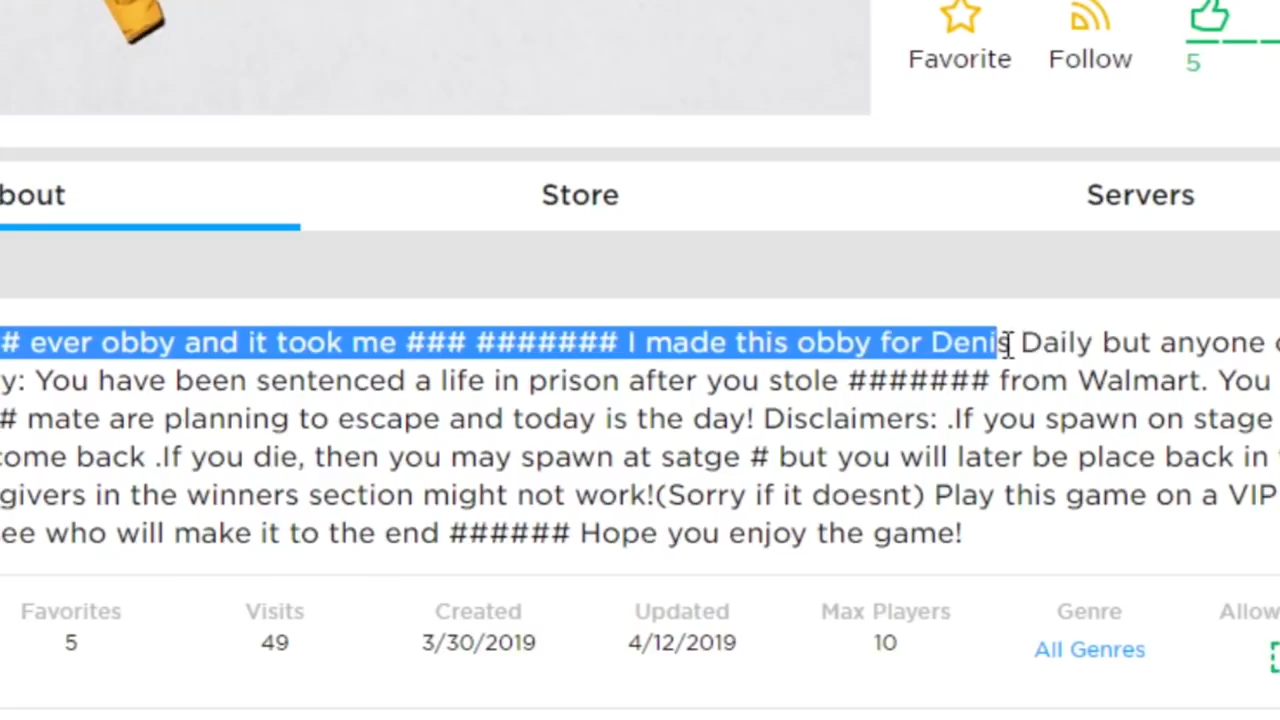 Favorite Follow 5
bout Store Servers
# ever obby and it took me ### ####### I made this obby for Denis Daily but anyone
y: You have been sentenced a life in prison after you stole ####### from Walmart. You
# mate are planning to escape and today is the day! Disclaimers: .If you spawn on stage
come back .If you die, then you may spawn at satge # but you will later be place back in
givers in the winners section might not work!(Sorry if it doesnt) Play this game on a VIP
ee who will make it to the end ###### Hope you enjoy the game!
Favorites Visits Created Updated Max Players Genre Allow
5 49 3/30/2019 4/12/2019 10 All Genres